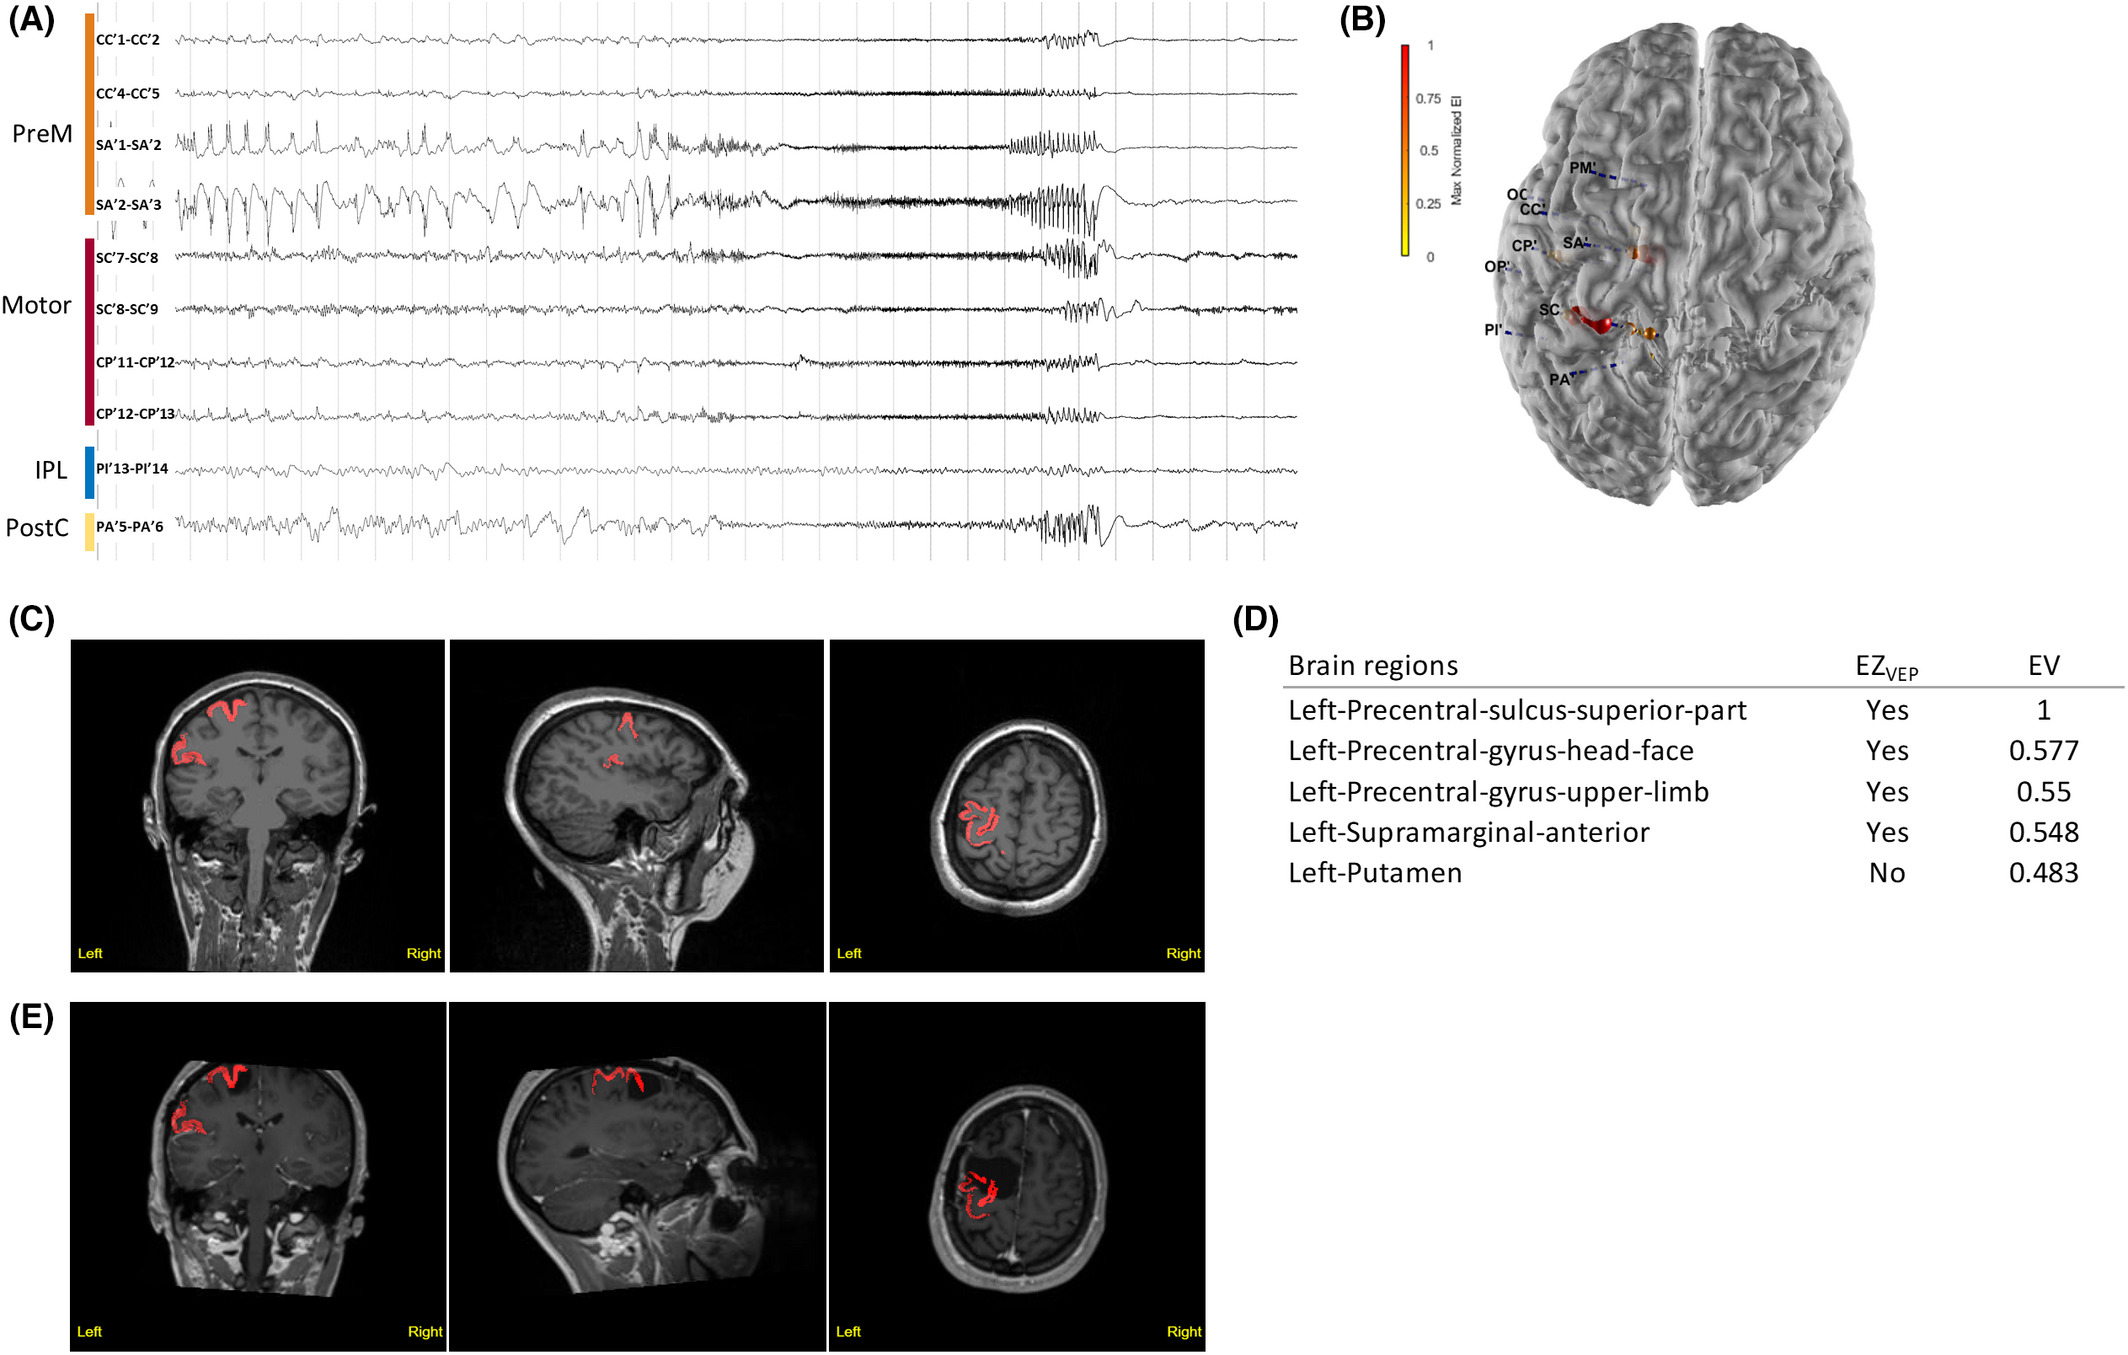 (A)
PreM
CC'1-CC'2
CC'4-CC'5
SA'1-SA'2
SA'2-SA'3
Motor
SC'7-SC'8
SC'8-SC'9
CP'11-CP'12
CP'12-CP'13
IPL
PI'13-PI'14
PostC
PA'5-PA'6
(B)
1
0.75
0.5
0.25
0
Max Normalized EI
PM'
OC
CC'
CP'
SA'
OP'
SC
PI'
PA'
(C)
Left
Right
Left
Right
(D)
Brain regions EZVEP EV
Left-Precentral-sulcus-superior-part Yes 1
Left-Precentral-gyrus-head-face Yes 0.577
Left-Precentral-gyrus-upper-limb Yes 0.55
Left-Supramarginal-anterior Yes 0.548
Left-Putamen No 0.483
(E)
Left
Right
Left
Right